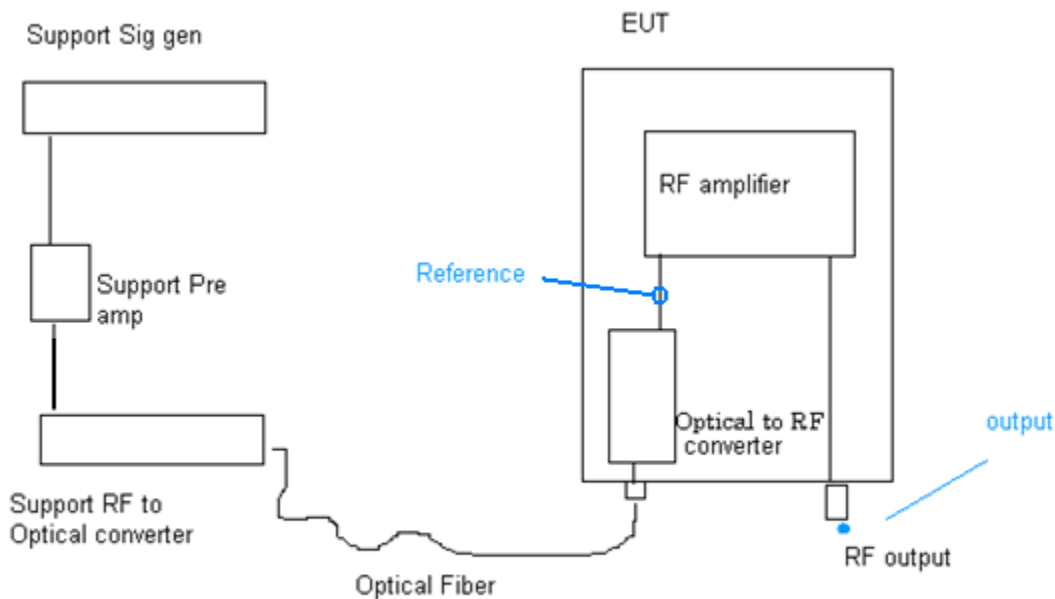 Support Sig gen
EUT
RF amplifier
Reference
Support Pre
amp
Optical to RF
converter
output
Support RF to
Optical converter
RF output
Optical Fiber